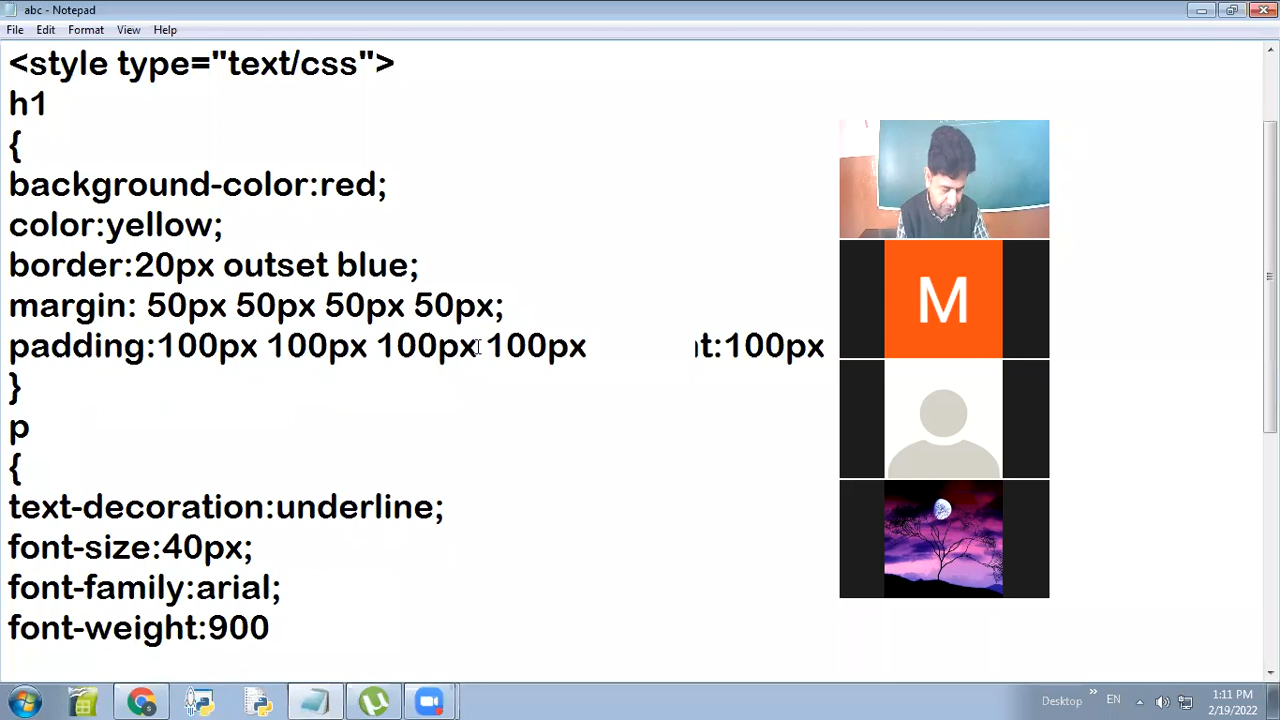 abc - Notepad
File Edit Format View Help
<style type="text/css">
h1
{
background-color:red;
color:yellow;
border:20px outset blue;
margin: 50px 50px 50px 50px;
padding:100px 100px 100px 100px t:100px
}
p
{
text-decoration:underline;
font-size:40px;
font-family:arial;
font-weight:900
M
Desktop » EN 1:11 PM
2/19/2022